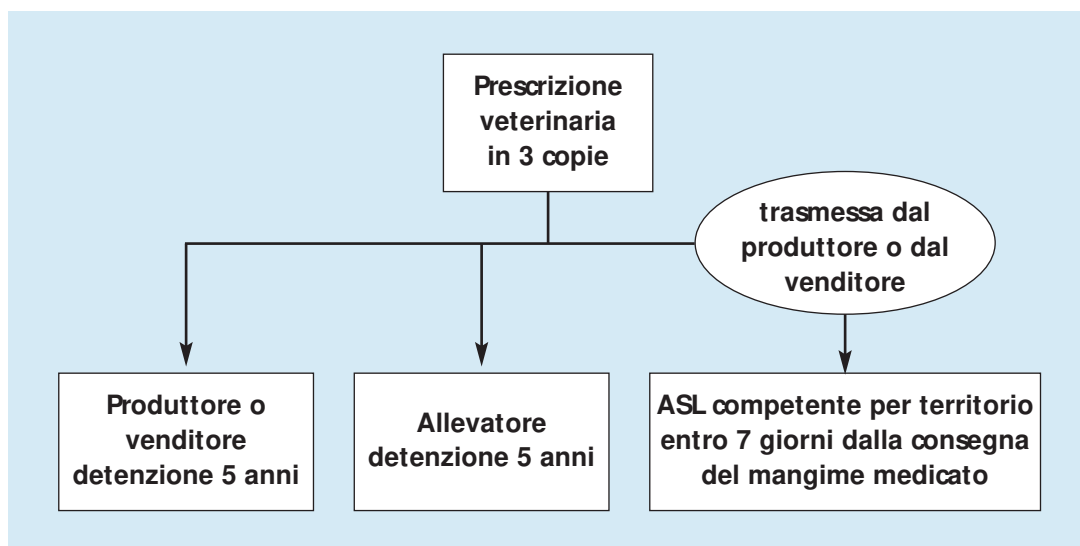 Prescrizione
veterinaria
in 3 copie
trasmessa dal
produttore o dal
venditore
Produttore o
venditore
detenzione 5 anni
Allevatore
detenzione 5 anni
ASL competente per territorio
entro 7 giorni dalla consegna
del mangime medicato